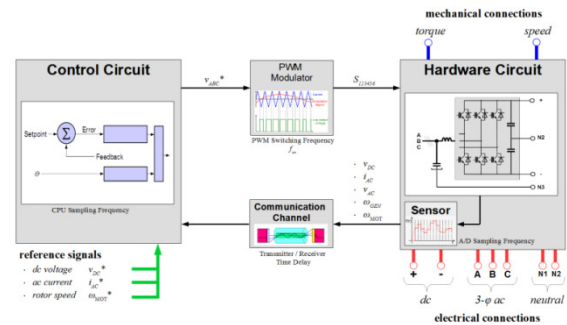 mechanical connections
torque
speed
Control Circuit
Setpoint
Σ
Error
Feedback
Θ
CPU Sampling Frequency
v_ABC*
PWM
Modulator
PWM Switching Frequency
f_sw
S_123456
Hardware Circuit
+
N2
-
N3
A
B
C
Sensor
A/D Sampling Frequency
· v_DC
· i_AC
· v_AC
· ω_GEN
· ω_MOT
Communication
Channel
Transmitter / Receiver
Time Delay
reference signals
· dc voltage v_DC*
· ac current i_AC*
· rotor speed ω_MOT*
+ - A B C N1 N2
dc 3-φ ac neutral
electrical connections